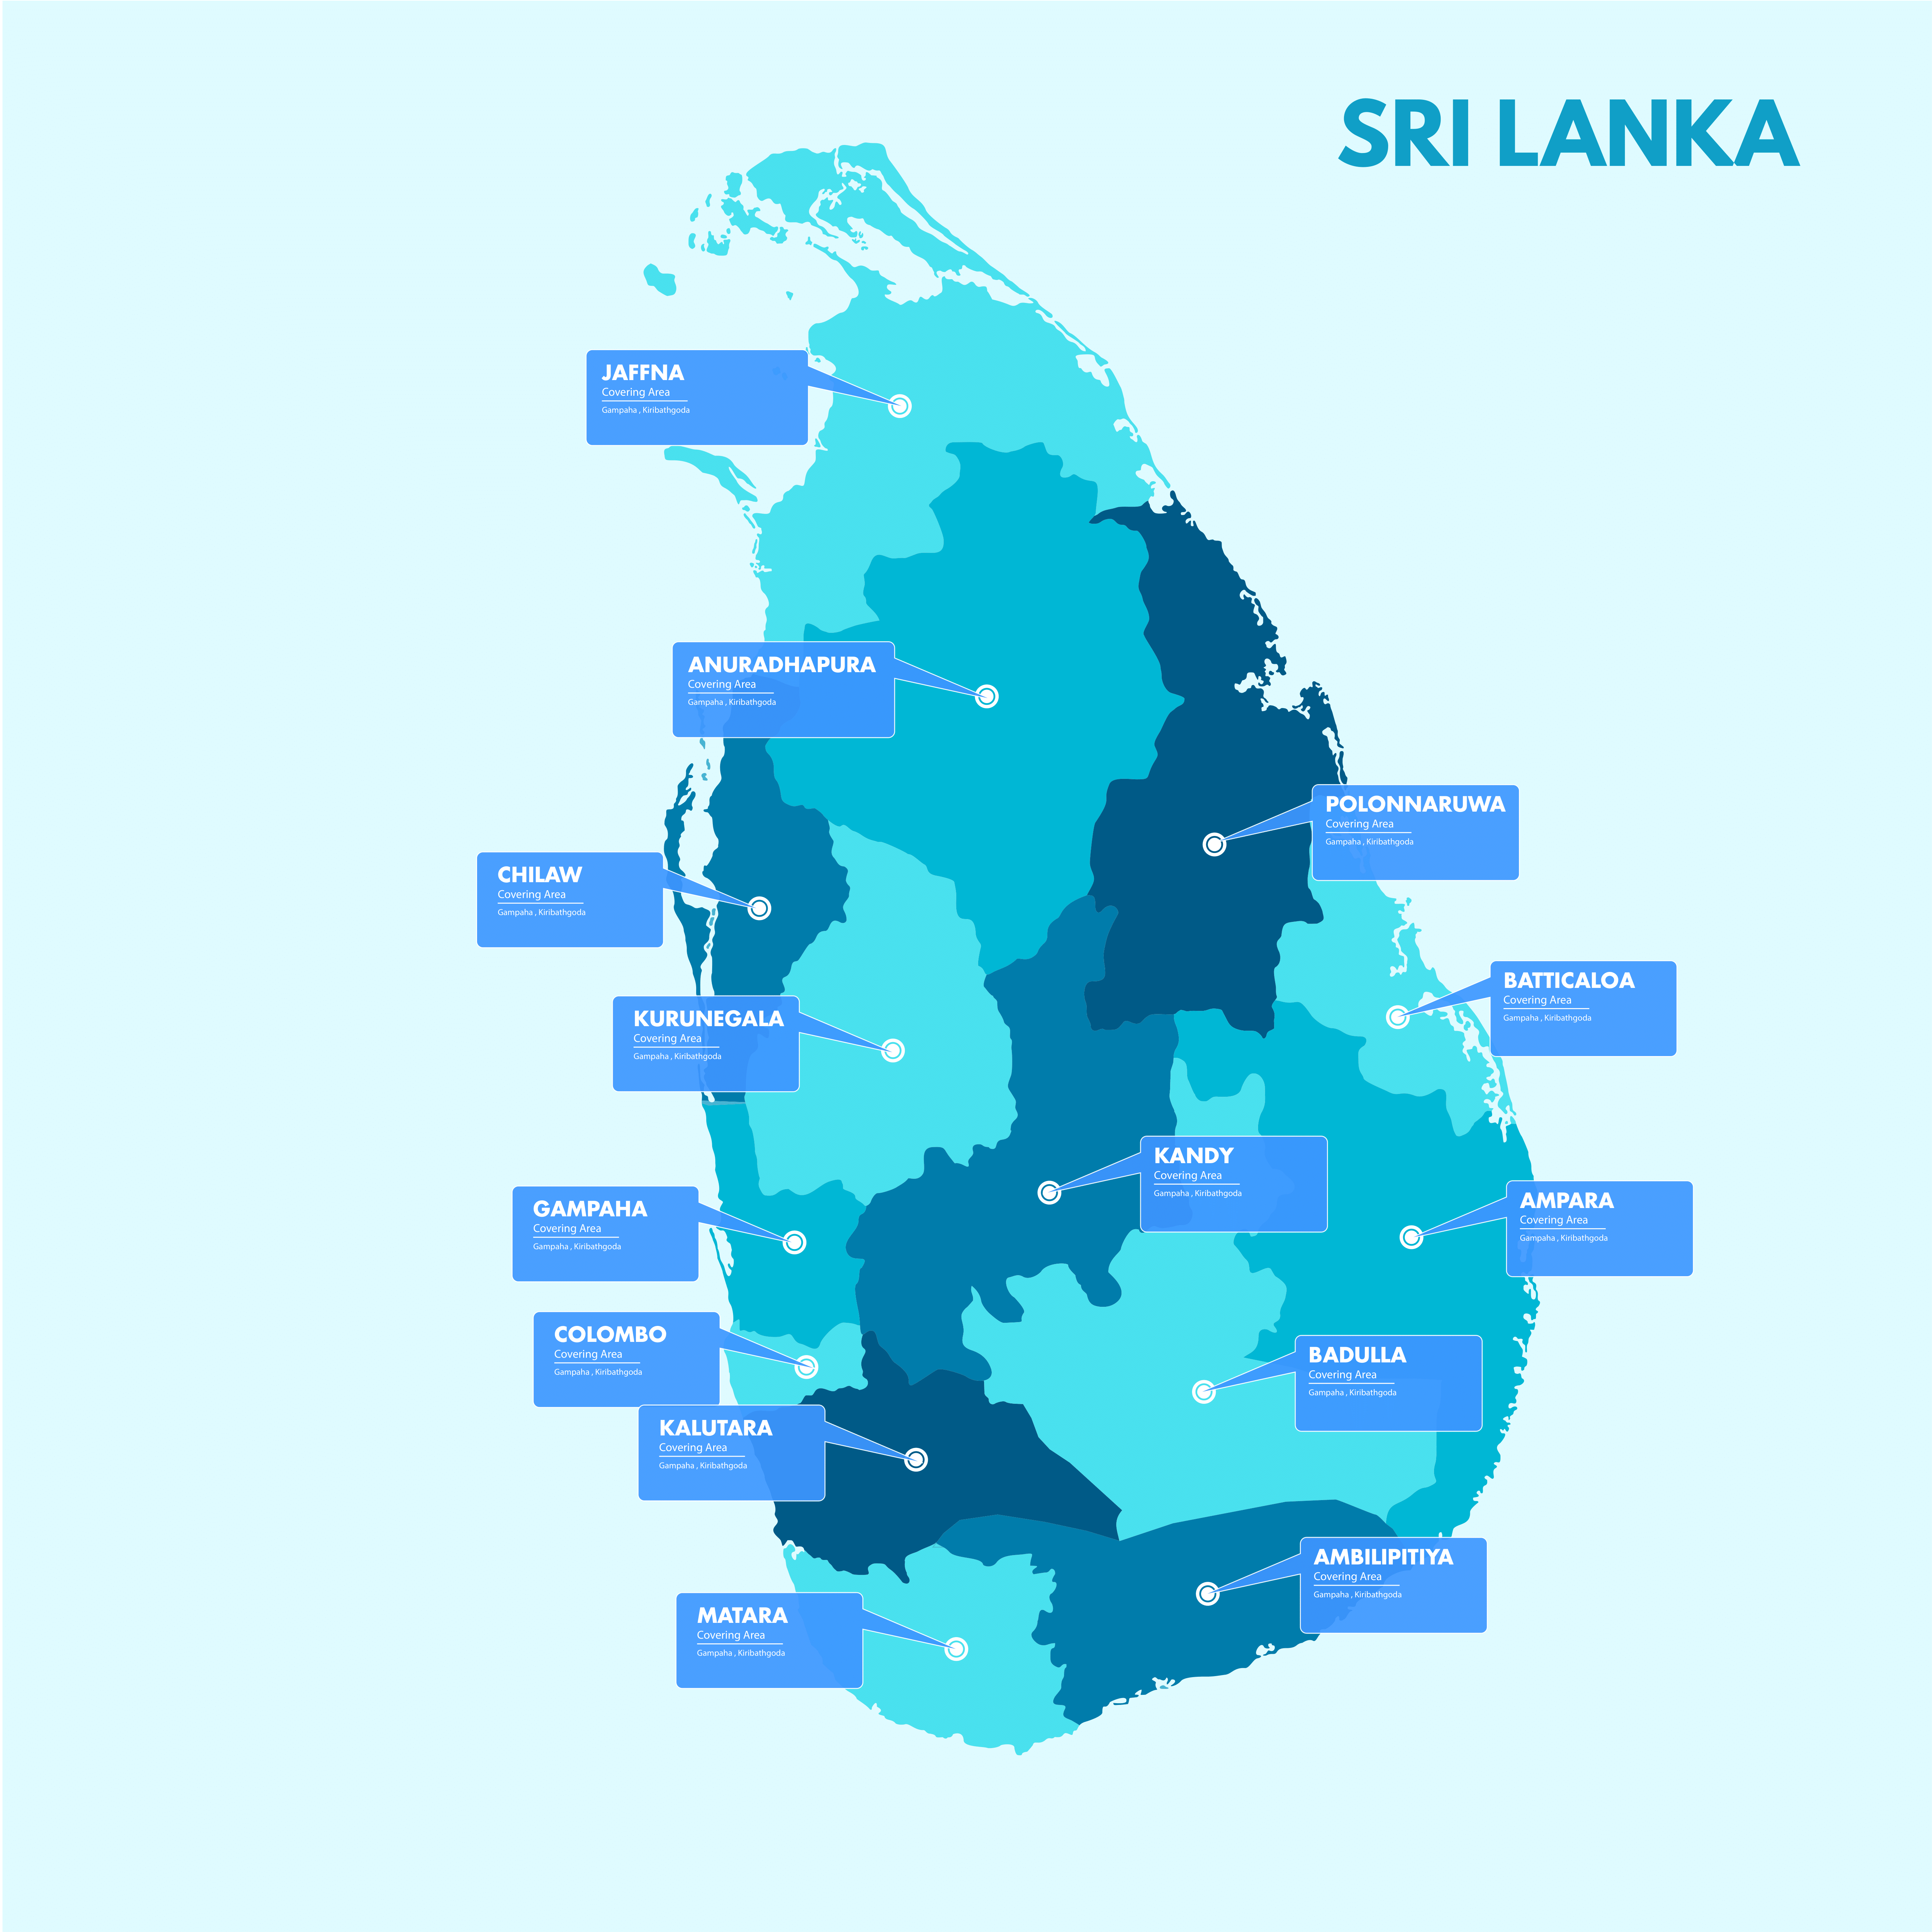 SRI LANKA
JAFFNA
Covering Area
Gampaha , Kiribathgoda
ANURADHAPURA
Covering Area
Gampaha , Kiribathgoda
POLONNARUWA
Covering Area
Gampaha , Kiribathgoda
CHILAW
Covering Area
Gampaha , Kiribathgoda
BATTICALOA
Covering Area
Gampaha , Kiribathgoda
KURUNEGALA
Covering Area
Gampaha , Kiribathgoda
KANDY
Covering Area
Gampaha , Kiribathgoda
AMPARA
Covering Area
Gampaha , Kiribathgoda
GAMPAHA
Covering Area
Gampaha , Kiribathgoda
COLOMBO
Covering Area
Gampaha , Kiribathgoda
BADULLA
Covering Area
Gampaha , Kiribathgoda
KALUTARA
Covering Area
Gampaha , Kiribathgoda
AMBILIPITIYA
Covering Area
Gampaha , Kiribathgoda
MATARA
Covering Area
Gampaha , Kiribathgoda